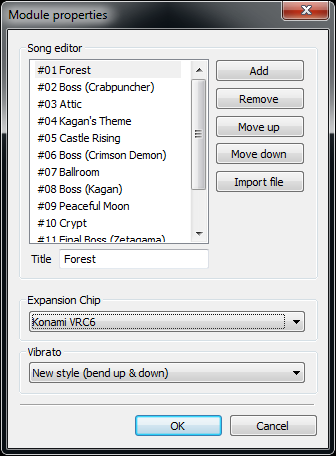 Module properties
Song editor
#01 Forest
#02 Boss (Crabpuncher)
#03 Attic
#04 Kagan's Theme
#05 Castle Rising
#06 Boss (Crimson Demon)
#07 Ballroom
#08 Boss (Kagan)
#09 Peaceful Moon
#10 Crypt
#11 Final Boss (Zetagama)
Add
Remove
Move up
Move down
Import file
Title Forest
Expansion Chip
Konami VRC6
Vibrato
New style (bend up & down)
OK Cancel